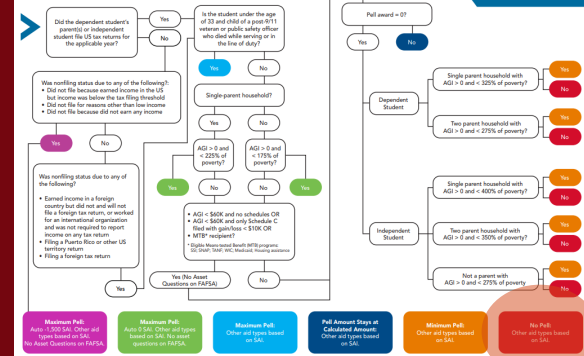 Did the dependent student's
parent(s) or independent
student file US tax returns for
the applicable year?
Yes
No
Is the student under the age
of 33 and child of a post-9/11
veteran or public safety officer
who died while serving or in
the line of duty?
Yes
No
Pell award = 0?
Yes
No
Was nonfiling status due to any of the following?:
• Did not file because earned income in the US
but income was below the tax filing threshold
• Did not file for reasons other than low income
• Did not file because did not earn any income
Yes
No
Single-parent household?
Yes
No
AGI > 0 and
< 225% of
poverty?
AGI > 0 and
< 175% of
poverty?
Yes
No
No
Yes
Was nonfiling status due to any of
the following?
• Earned income in a foreign
country but did not and will not
file a foreign tax return, or worked
for an international organization
and was not required to report
income on any tax return
• Filing a Puerto Rico or other US
territory return
• Filing a foreign tax return
Yes
• AGI < $60K and no schedules OR
• AGI < $60K and only Schedule C
filed with gain/loss < $10K OR
• MTB* recipient?
* Eligible Means-tested Benefit (MTB) programs:
SSI; SNAP; TANF; WIC; Medicaid; Housing assistance
Yes (No Asset
Questions on FAFSA)
No
Dependent
Student
Single parent household with
AGI > 0 and < 325% of poverty?
Yes
No
Two parent household with
AGI > 0 and < 275% of poverty?
Yes
No
Independent
Student
Single parent household with
AGI > 0 and < 400% of poverty?
Yes
No
Two parent household with
AGI > 0 and < 350% of poverty?
Yes
No
Not a parent with
AGI > 0 and < 275% of poverty
Yes
No
Maximum Pell:
Auto -1,500 SAI. Other aid
types based on SAI.
No Asset Questions on FAFSA.
Maximum Pell:
Auto 0 SAI. Other aid types
based on SAI. No asset
questions on FAFSA.
Maximum Pell:
Other aid types based
on SAI.
Pell Amount Stays at
Calculated Amount:
Other aid types based
on SAI.
Minimum Pell:
Other aid types based
on SAI.
No Pell:
Other aid types based
on SAI.